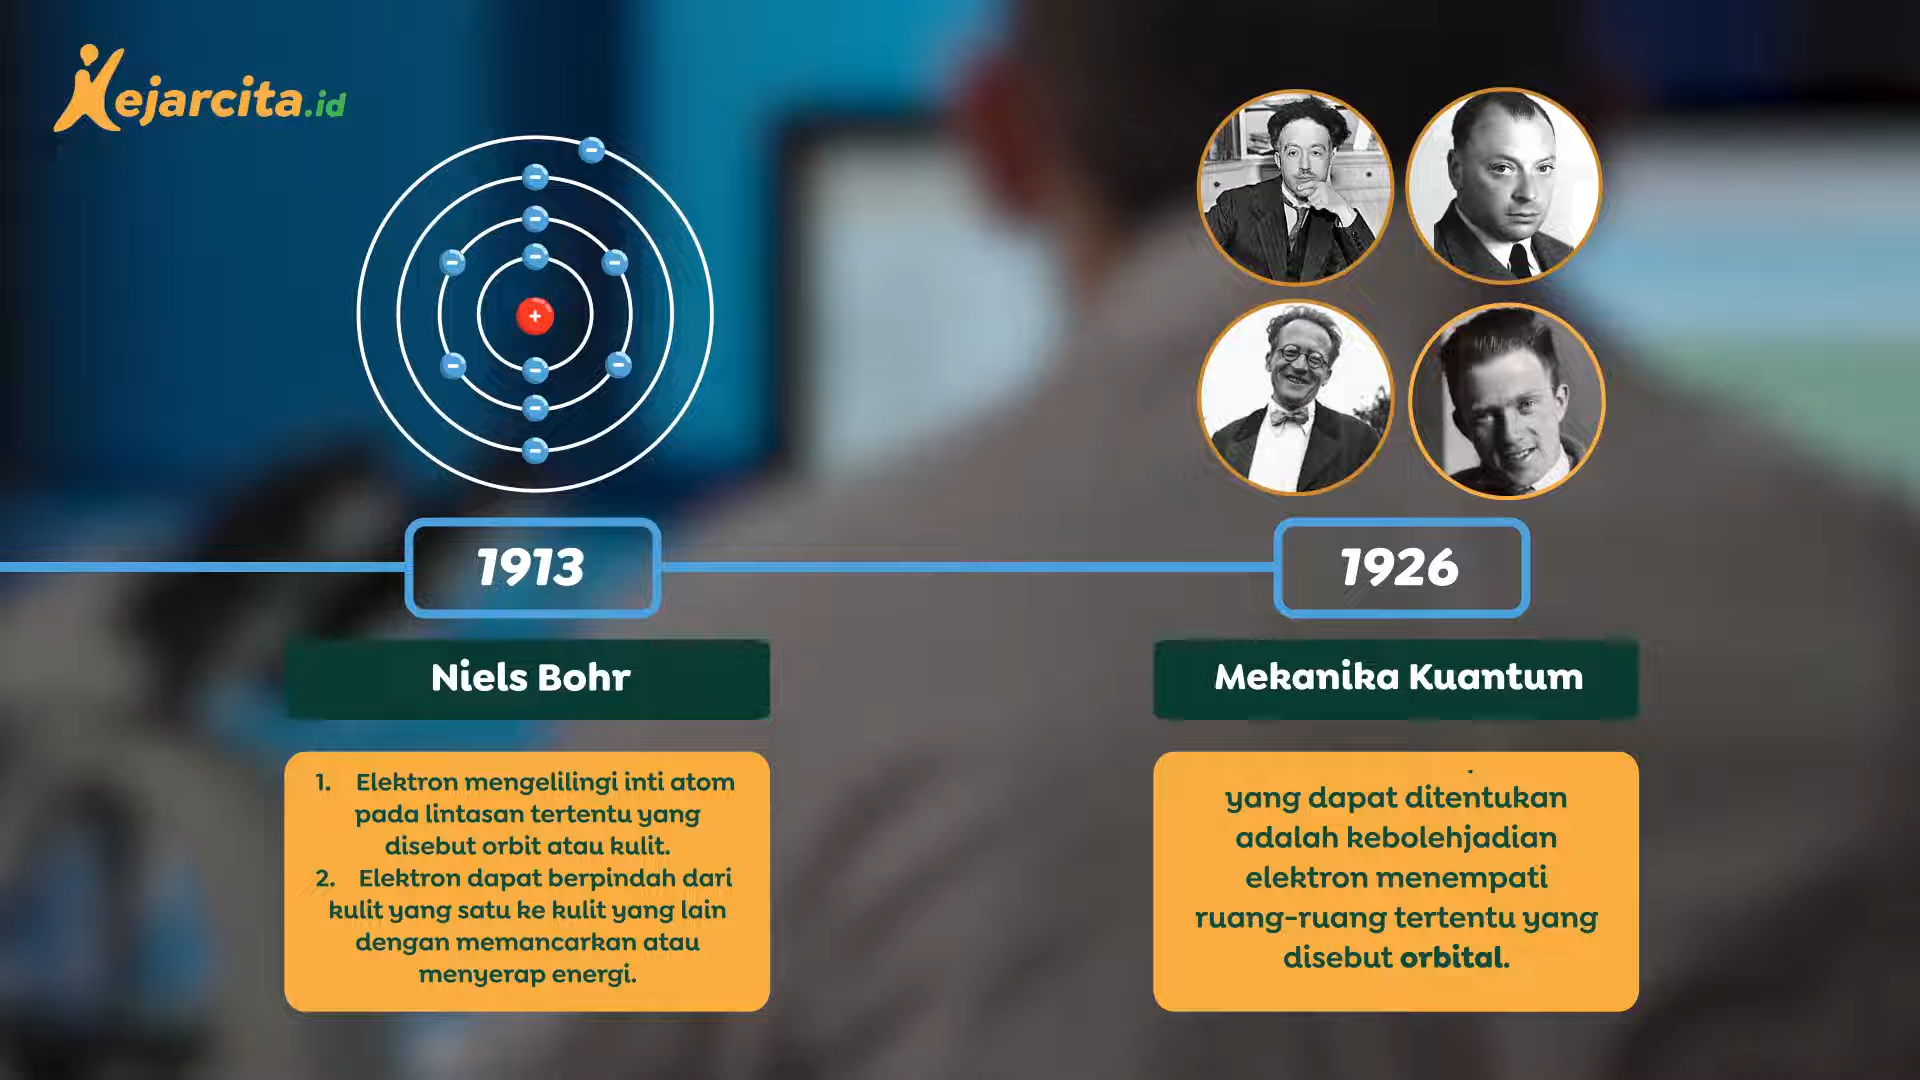 Kejarcita.id
1913
Niels Bohr
1. Elektron mengelilingi inti atom
pada lintasan tertentu yang
disebut orbit atau kulit.
2. Elektron dapat berpindah dari
kulit yang satu ke kulit yang lain
dengan memancarkan atau
menyerap energi.
1926
Mekanika Kuantum
yang dapat ditentukan
adalah kebolehjadian
elektron menempati
ruang-ruang tertentu yang
disebut orbital.